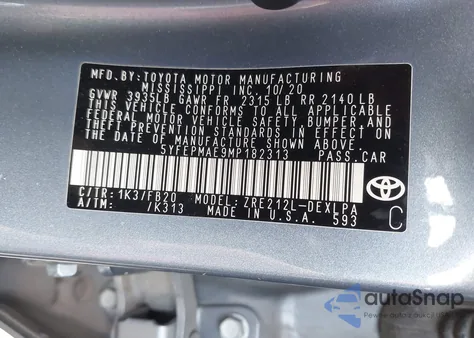 MFD. BY: TOYOTA MOTOR MANUFACTURING
MISSISSIPPI INC. 10/20
GVWR 3935LB GAWR FR 2315 LB RR 2140 LB
THIS VEHICLE CONFORMS TO ALL APPLICABLE
FEDERAL MOTOR VEHICLE SAFETY, BUMPER, AND
THEFT PREVENTION STANDARDS IN EFFECT ON
THE DATE OF MANUFACTURE SHOWN ABOVE.
5YFEPMAE9MP182313 PASS. CAR
C/TR: 1K3/FB20 MODEL: ZRE212L-DEXLPA
A/TM: /K313 MADE IN U.S.A. 593
TOYOTA
C
autoSnap